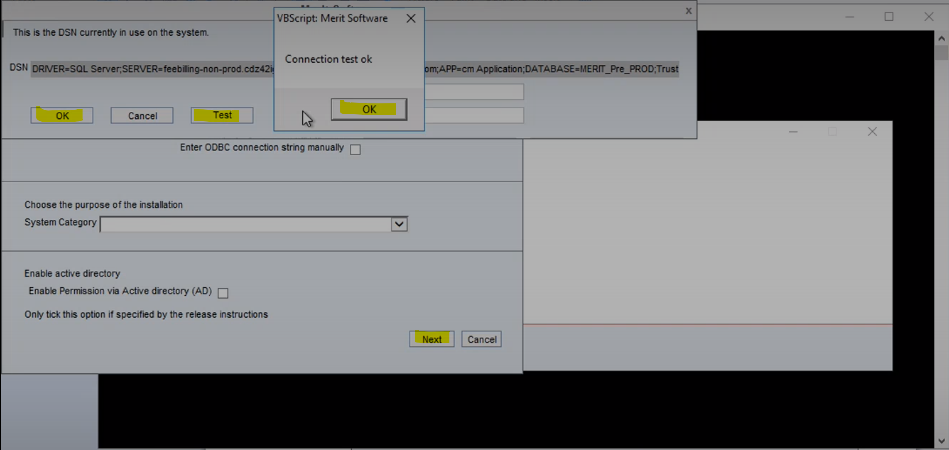 VBScript: Merit Software
x
This is the DSN currently in use on the system.
Connection test ok
DSN DRIVER=SQL Server;SERVER=feebilling-non-prod.cdz42 om;APP=cm Application;DATABASE=MERIT_Pre_PROD;Trust
OK
OK Cancel Test
Enter ODBC connection string manually
Choose the purpose of the installation
System Category
Enable active directory
Enable Permission via Active directory (AD)
Only tick this option if specified by the release instructions
Next Cancel